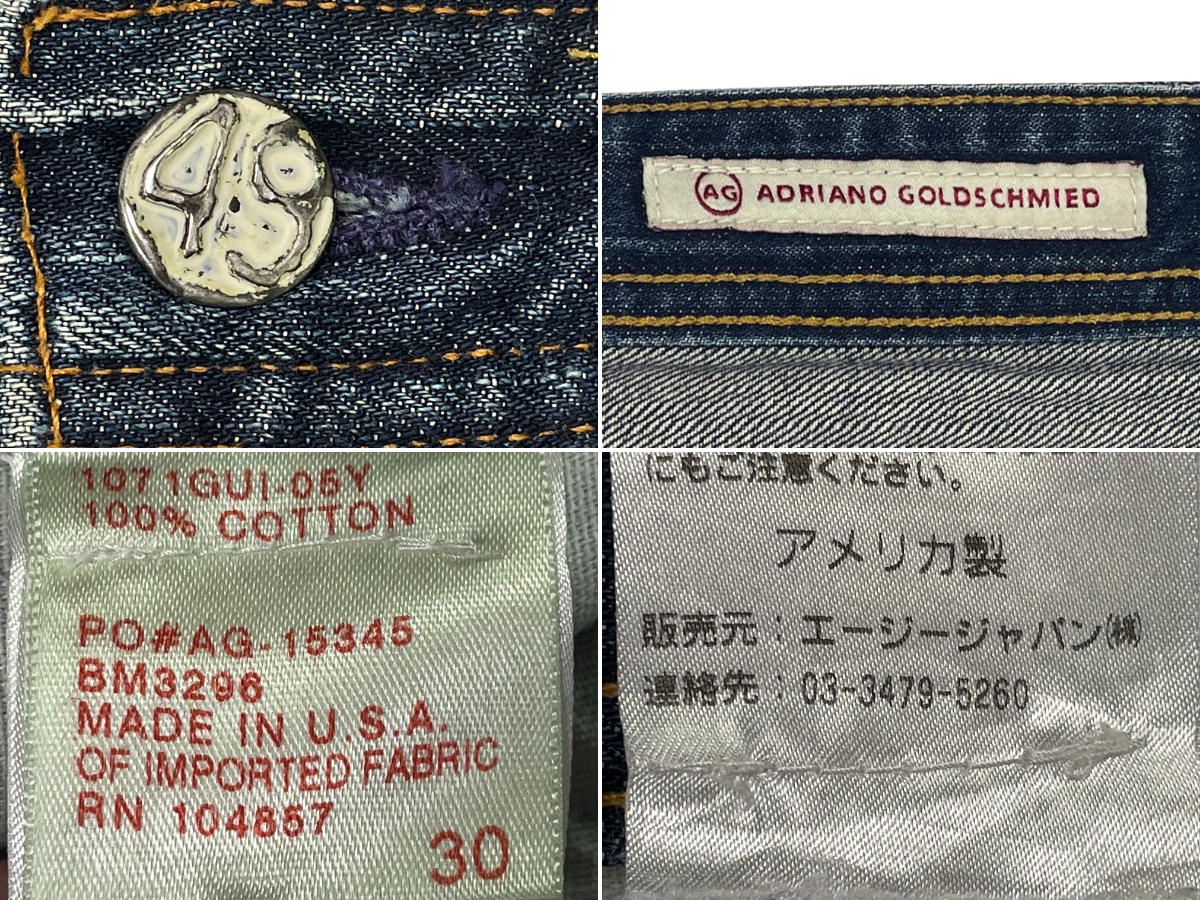 49
AG ADRIANO GOLDSCHMIED
1071GUI-05Y
100% COTTON
PO#AG-15345
BM3296
MADE IN U.S.A.
OF IMPORTED FABRIC
RN 104857
30
にもご注意ください。
アメリカ製
販売元：エージージャパン㈱
連絡先：03-3479-5260